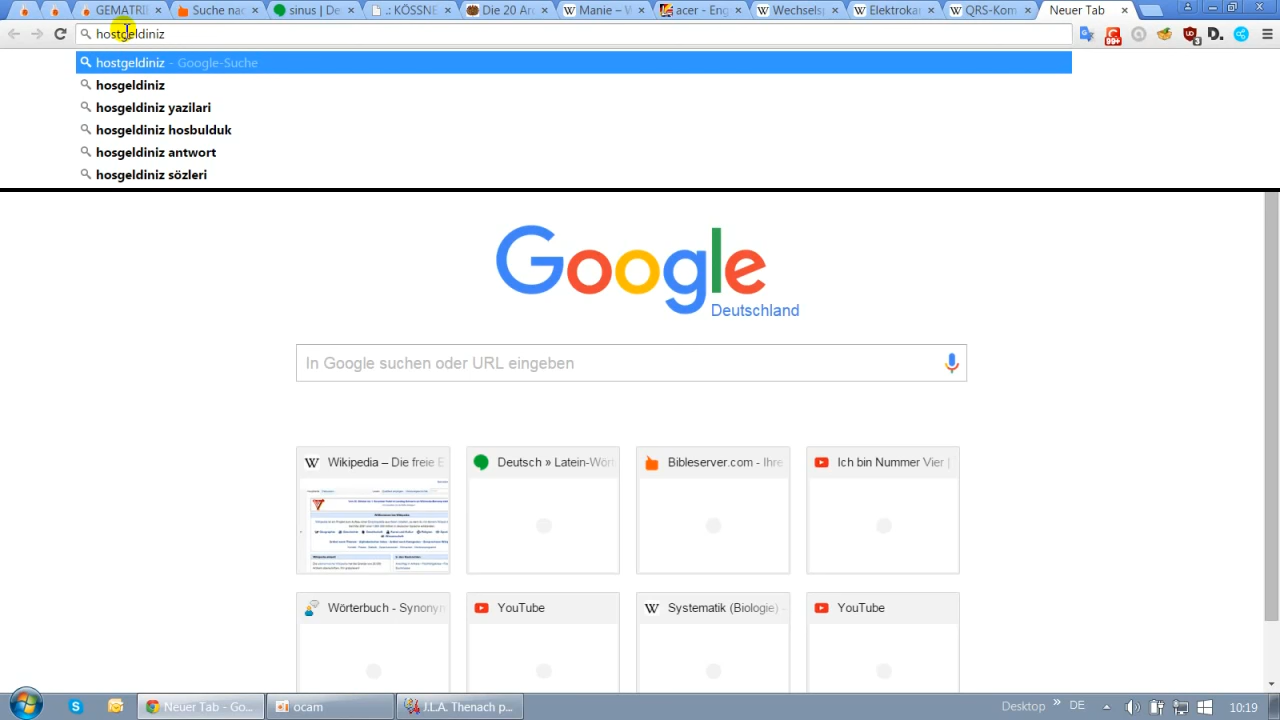 GEMATRI
Suche nac
sinus | De
.: KÖSSNE
Die 20 Ar
Manie – W
acer - Eng
Wechselsp
Elektrokar
QRS-Kom
Neuer Tab
hostgeldiniz
99+
3
hostgeldiniz - Google-Suche
hosgeldiniz
hosgeldiniz yazilari
hosgeldiniz hosbulduk
hosgeldiniz antwort
hosgeldiniz sözleri
Google
Deutschland
In Google suchen oder URL eingeben
Wikipedia – Die freie E
Deutsch » Latein-Wört
Bibleserver.com - Ihre
Ich bin Nummer Vier |
Wörterbuch - Synonym
YouTube
Systematik (Biologie) -
YouTube
Neuer Tab - Go...
ocam
J.L.A. Thenach p...
Desktop
DE
10:19